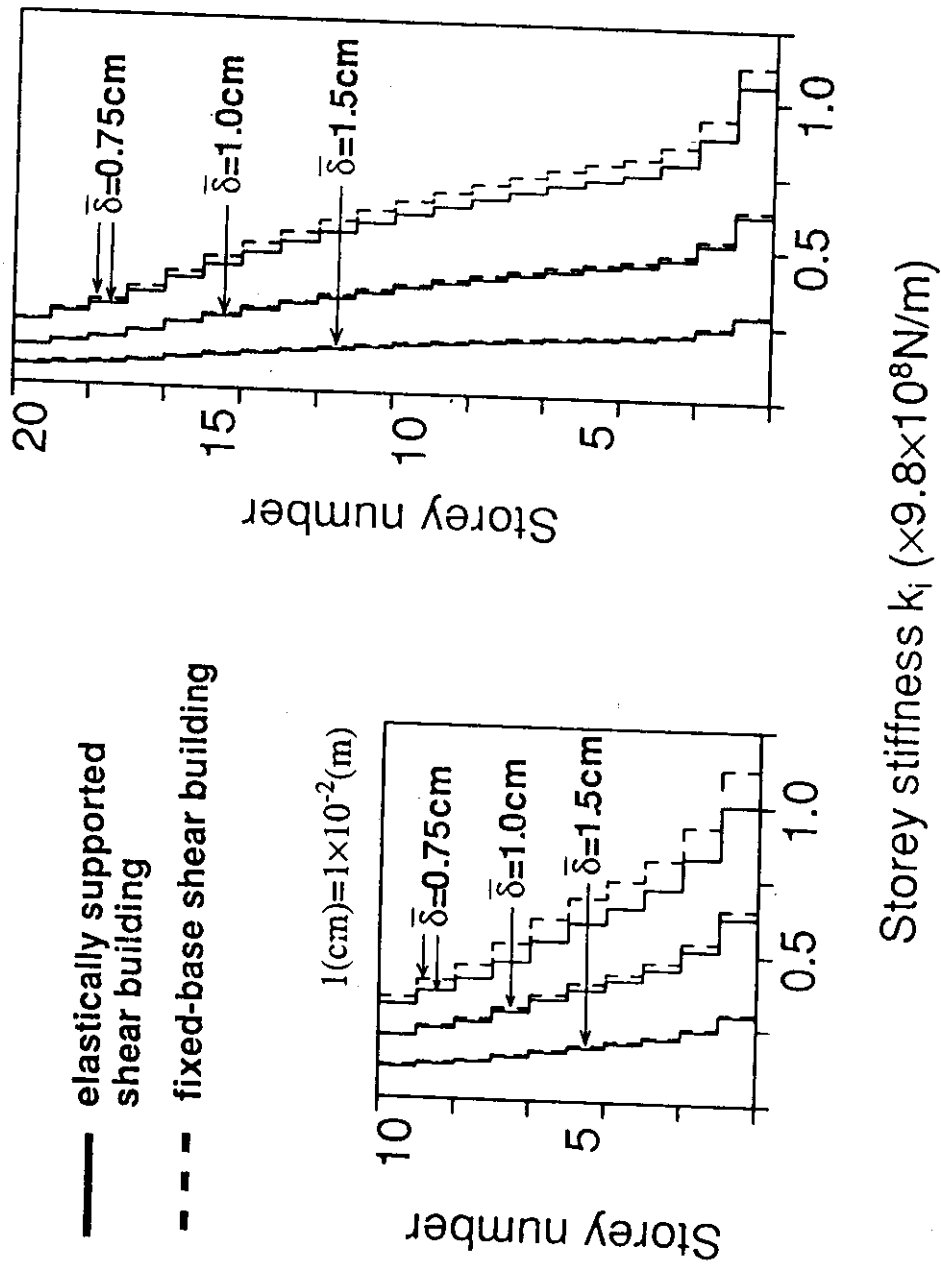 elastically supported
shear building
fixed-base shear building
1(cm)=1×10⁻²(m)
Storey number
10
5
δ̄=0.75cm
δ̄=1.0cm
δ̄=1.5cm
0.5
1.0
Storey number
20
15
10
5
δ̄=0.75cm
δ̄=1.0cm
δ̄=1.5cm
0.5
1.0
Storey stiffness kᵢ (×9.8×10⁸N/m)